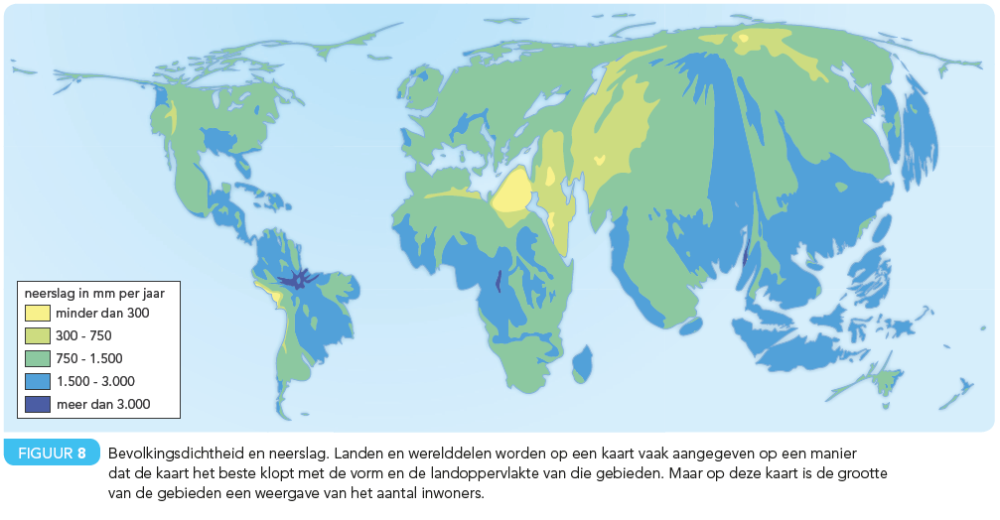 neerslag in mm per jaar
minder dan 300
300 - 750
750 - 1.500
1.500 - 3.000
meer dan 3.000
FIGUUR 8
Bevolkingsdichtheid en neerslag. Landen en werelddelen worden op een kaart vaak aangegeven op een manier
dat de kaart het beste klopt met de vorm en de landoppervlakte van die gebieden. Maar op deze kaart is de grootte
van de gebieden een weergave van het aantal inwoners.